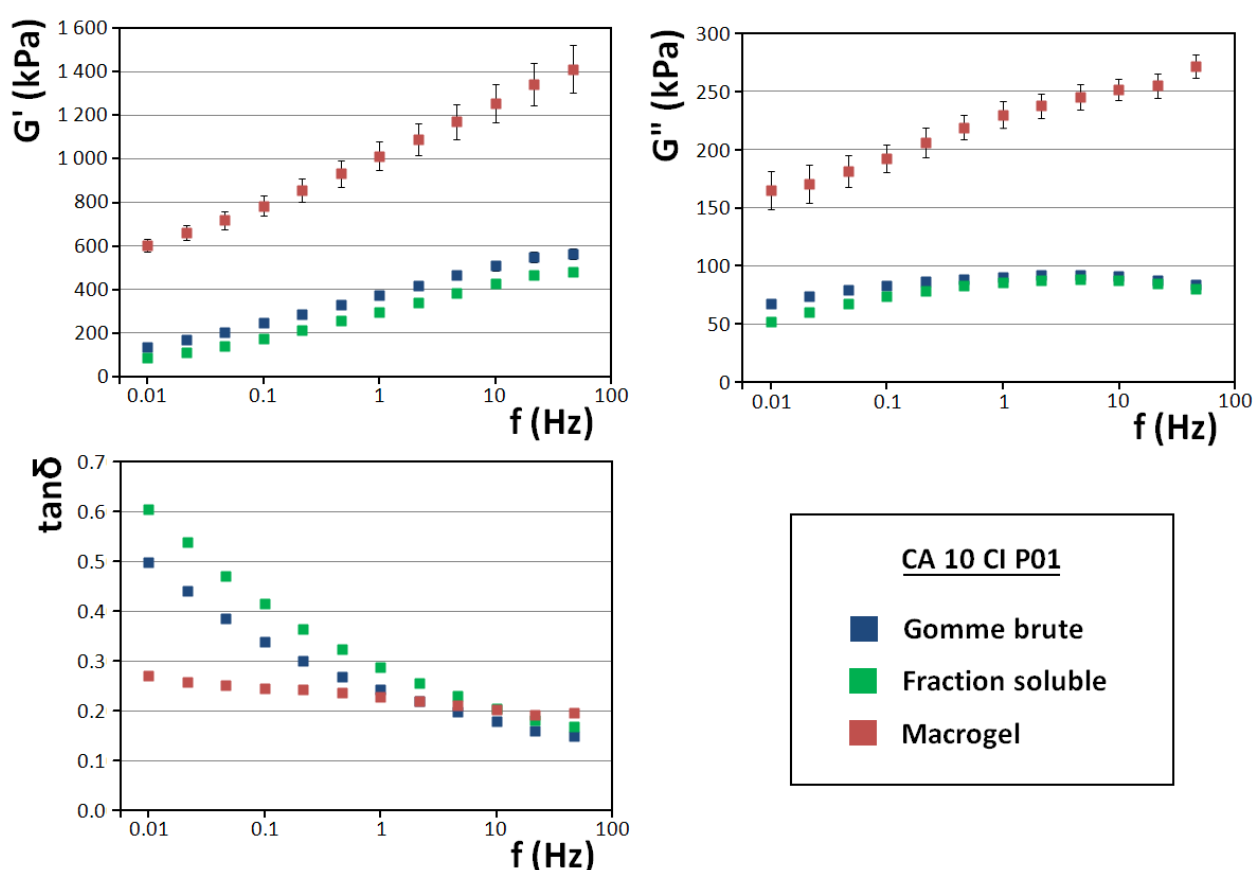 G' (kPa)
1 600
1 400
1 200
1 000
800
600
400
200
0
0.01 0.1 1 10 100
f (Hz)
G" (kPa)
300
250
200
150
100
50
0
0.01 0.1 1 10 100
f (Hz)
tanδ
0.7
0.6
0.5
0.4
0.3
0.2
0.1
0.0
0.01 0.1 1 10 100
f (Hz)
CA 10 CI P01
Gomme brute
Fraction soluble
Macrogel